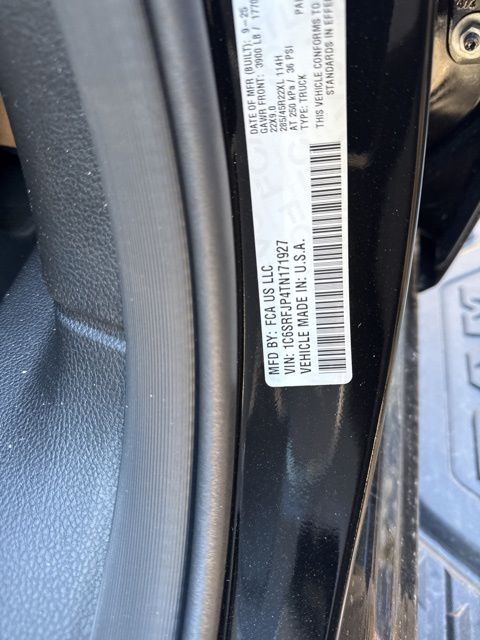 DATE OF MFR (BUILT): 9-25
GAWR FRONT: 3900 LB / 1770
22X9.0
285/45R22XL 114H
AT 250 kPa / 36 PSI
TYPE: TRUCK
THIS VEHICLE CONFORMS TO
STANDARDS IN EFFE
MFD BY: FCA US LLC
VIN: 1C6SRFJP4TN171927
VEHICLE MADE IN: U.S.A.
RAM